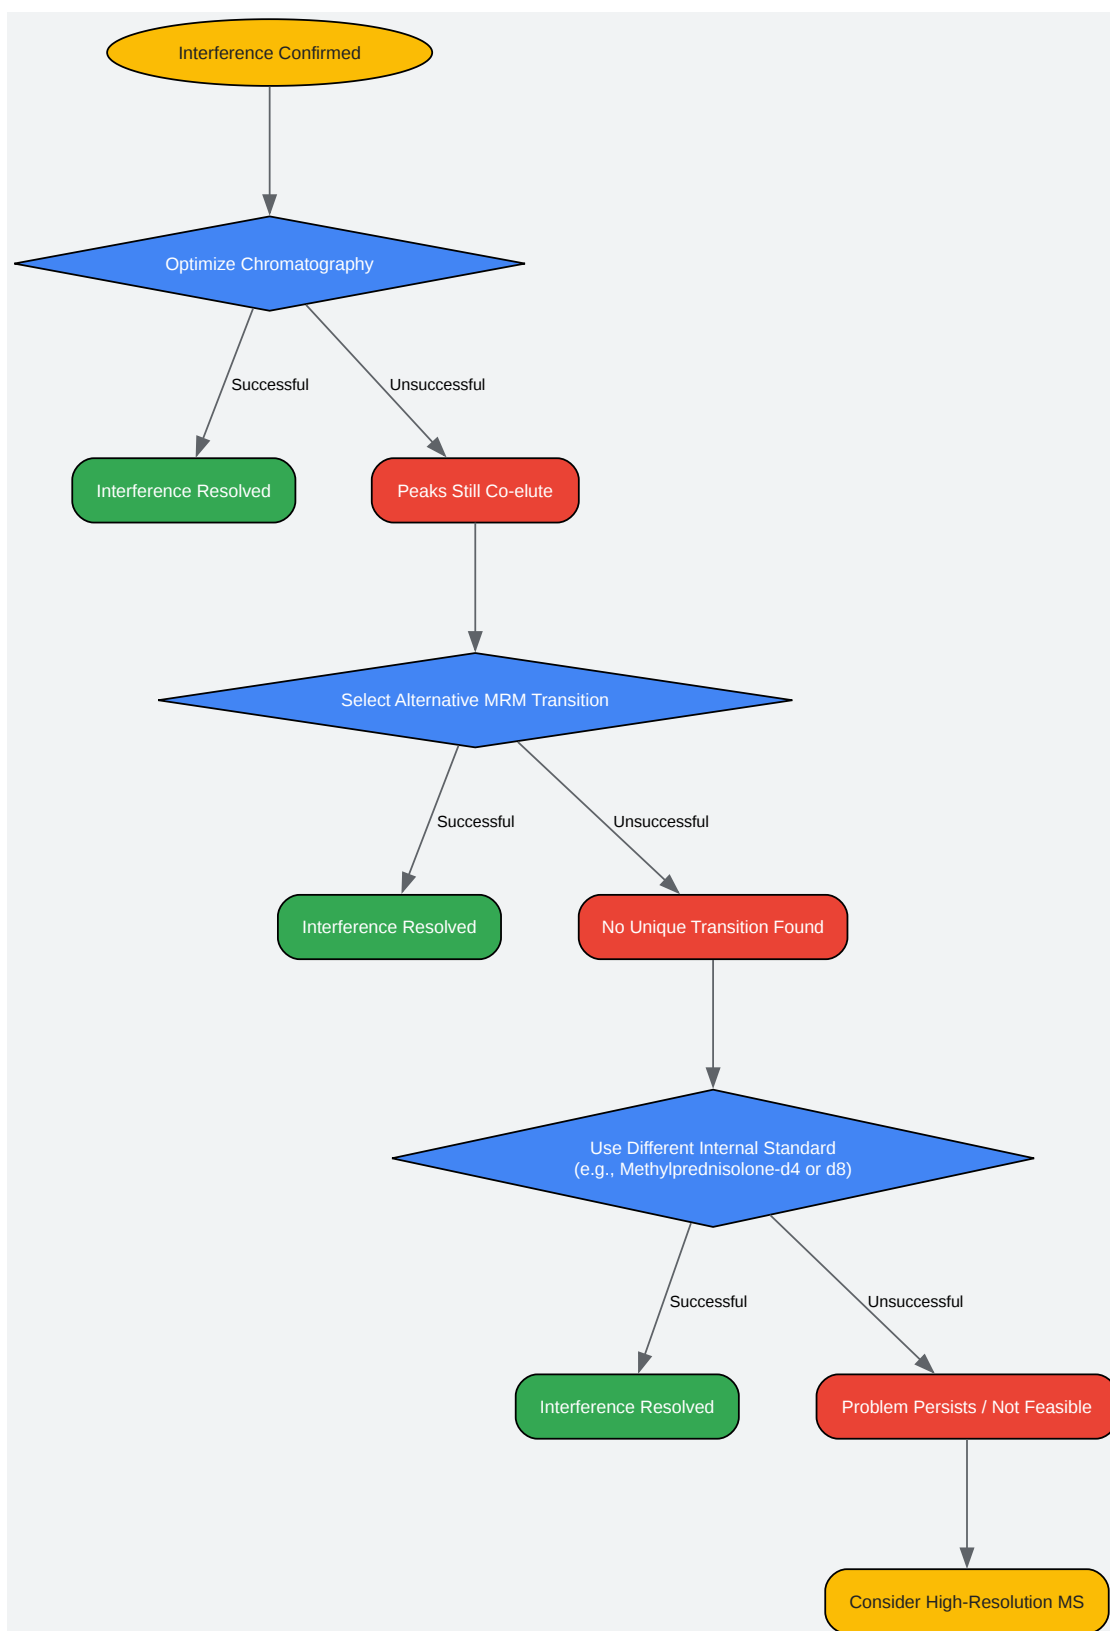 Interference Confirmed
Optimize Chromatography
Successful
Unsuccessful
Interference Resolved
Peaks Still Co-elute
Select Alternative MRM Transition
Successful
Unsuccessful
Interference Resolved
No Unique Transition Found
Use Different Internal Standard
(e.g., Methylprednisolone-d4 or d8)
Successful
Unsuccessful
Interference Resolved
Problem Persists / Not Feasible
Consider High-Resolution MS